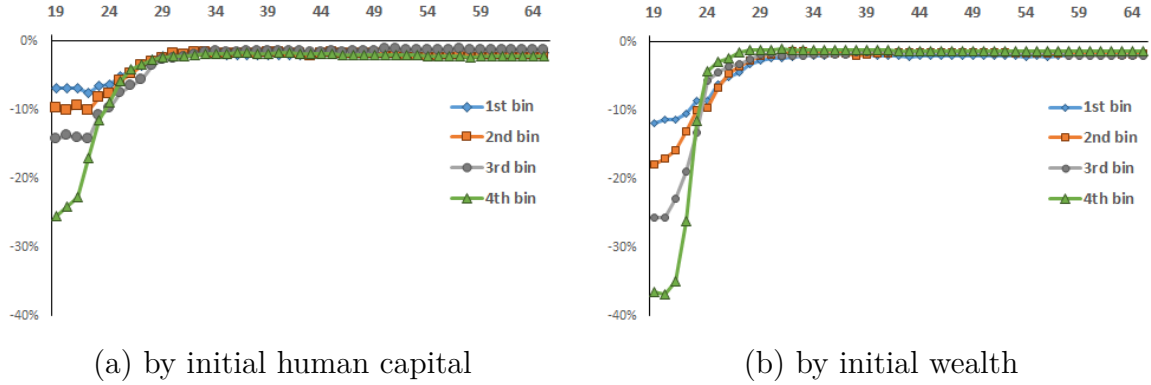 19 24 29 34 39 44 49 54 59 64
0%
-10%
-20%
-30%
-40%
1st bin
2nd bin
3rd bin
4th bin
(a) by initial human capital
19 24 29 34 39 44 49 54 59 64
0%
-10%
-20%
-30%
-40%
1st bin
2nd bin
3rd bin
4th bin
(b) by initial wealth